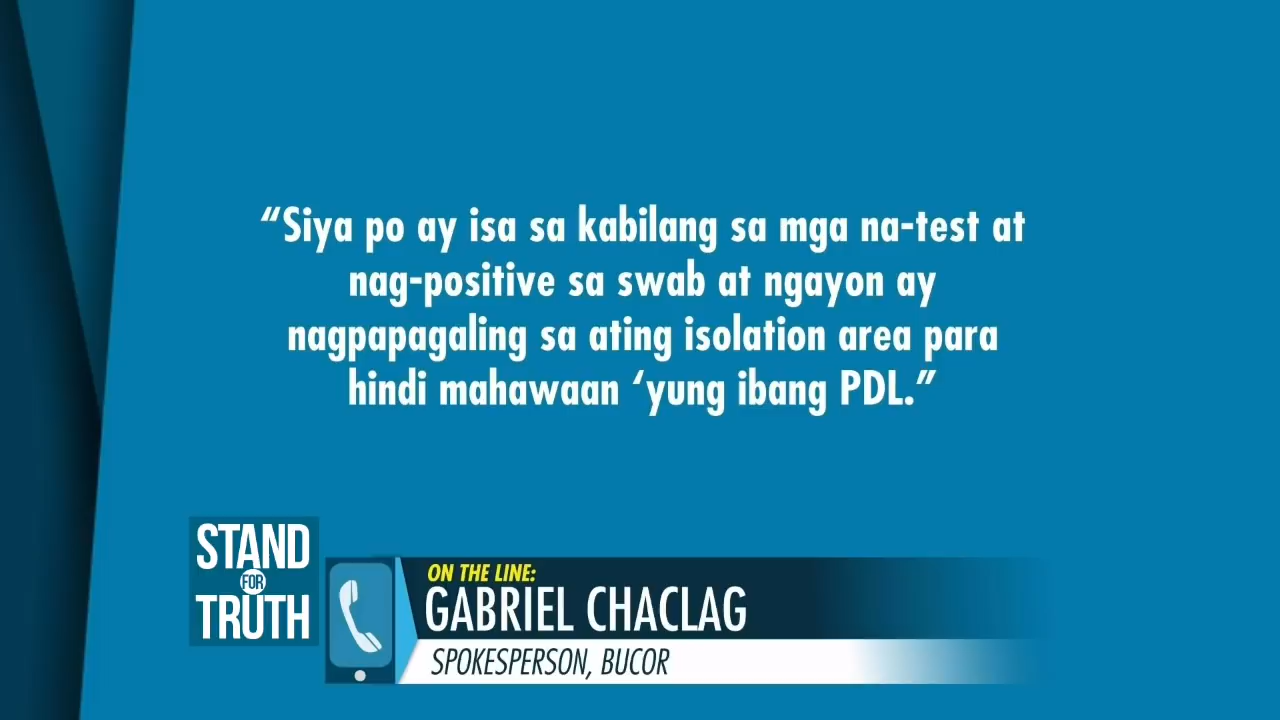 “Siya po ay isa sa kabilang sa mga na-test at
nag-positive sa swab at ngayon ay
nagpapagaling sa ating isolation area para
hindi mahawaan ‘yung ibang PDL.”
STAND
FOR
TRUTH
ON THE LINE:
GABRIEL CHACLAG
SPOKESPERSON, BUCOR